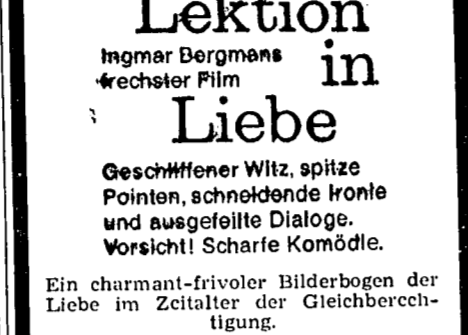 Lektion
Ingmar Bergmans
frechster Film
in
Liebe
Geschliffener Witz, spitze
Pointen, schneidende Ironie
und ausgefeilte Dialoge.
Vorsicht! Scharfe Komödie.
Ein charmant-frivoler Bilderbogen der
Liebe im Zeitalter der Gleichberech-
tigung.